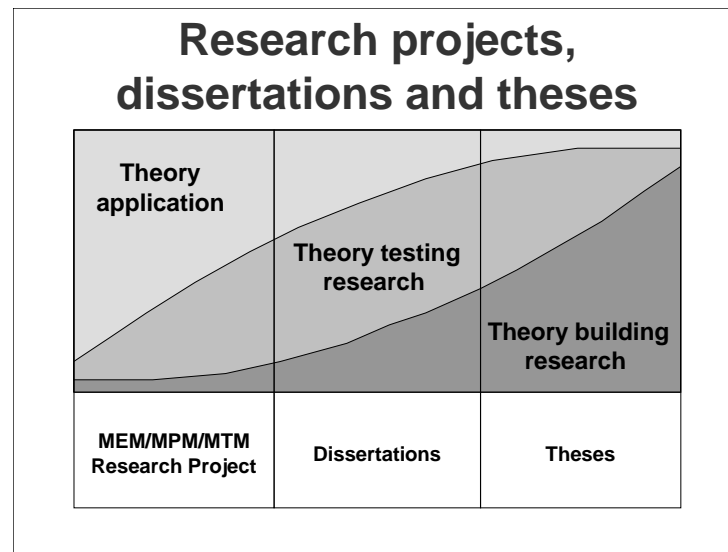 Research projects,
dissertations and theses
Theory
application
Theory testing
research
Theory building
research
MEM/MPM/MTM
Research Project
Dissertations
Theses